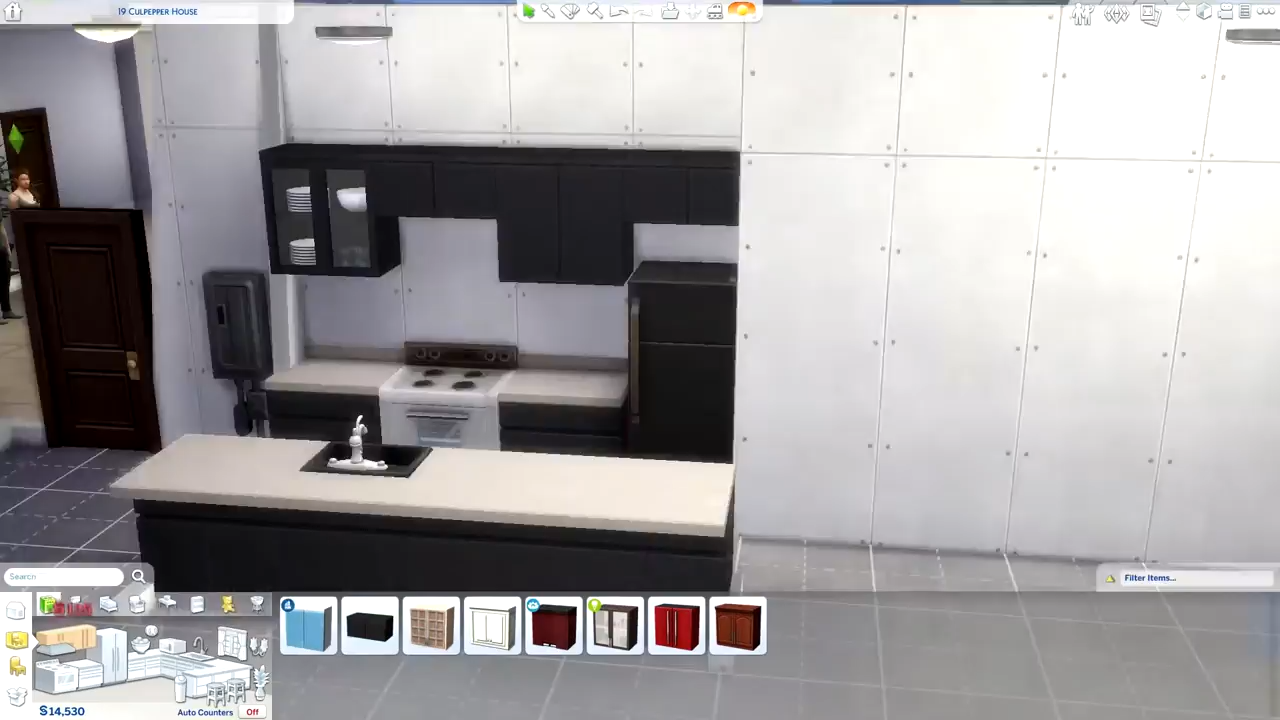 19 Culpepper House
Search
Filter Items...
§14,530
Auto Counters Off